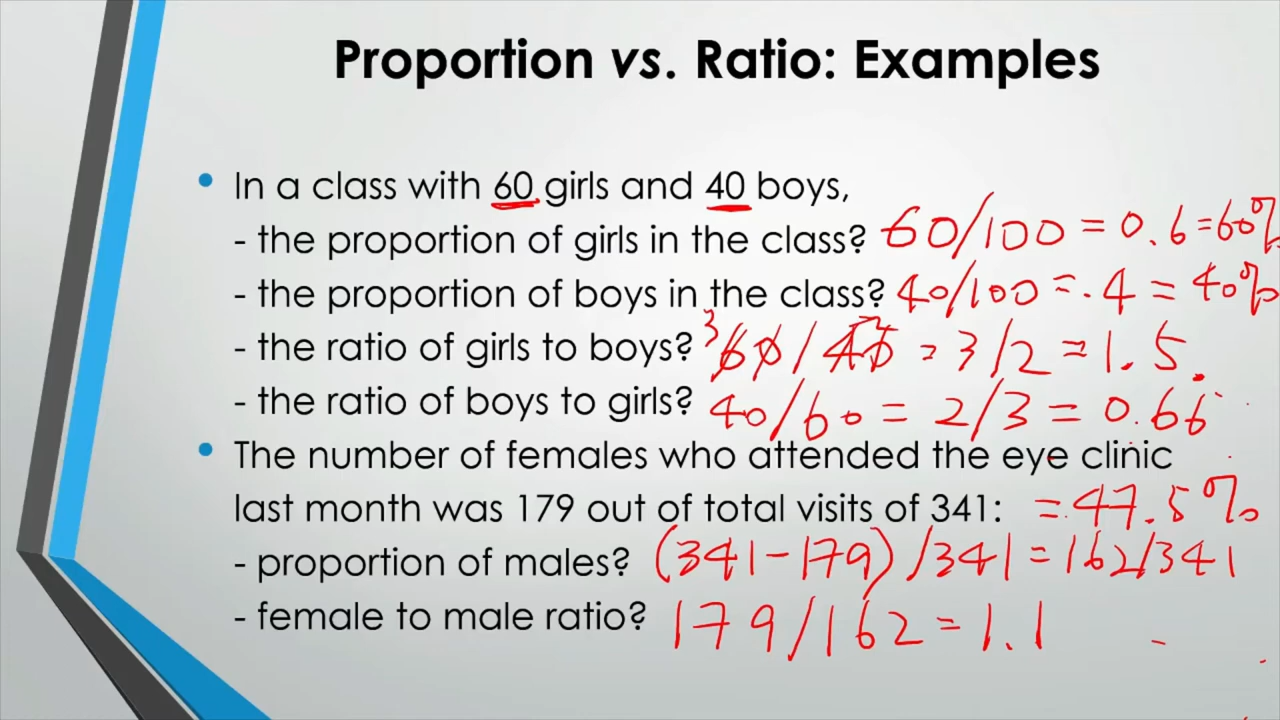 Proportion vs. Ratio: Examples
• In a class with 60 girls and 40 boys,
- the proportion of girls in the class? 60/100 = 0.6 = 60%
- the proportion of boys in the class? 40/100 = .4 = 40%
- the ratio of girls to boys? 3 60/40 2 = 3/2 = 1.5
- the ratio of boys to girls? 40/60 = 2/3 = 0.66
• The number of females who attended the eye clinic
last month was 179 out of total visits of 341: = 47.5%
- proportion of males? (341-179)/341 = 162/341
- female to male ratio? 179/162 = 1.1